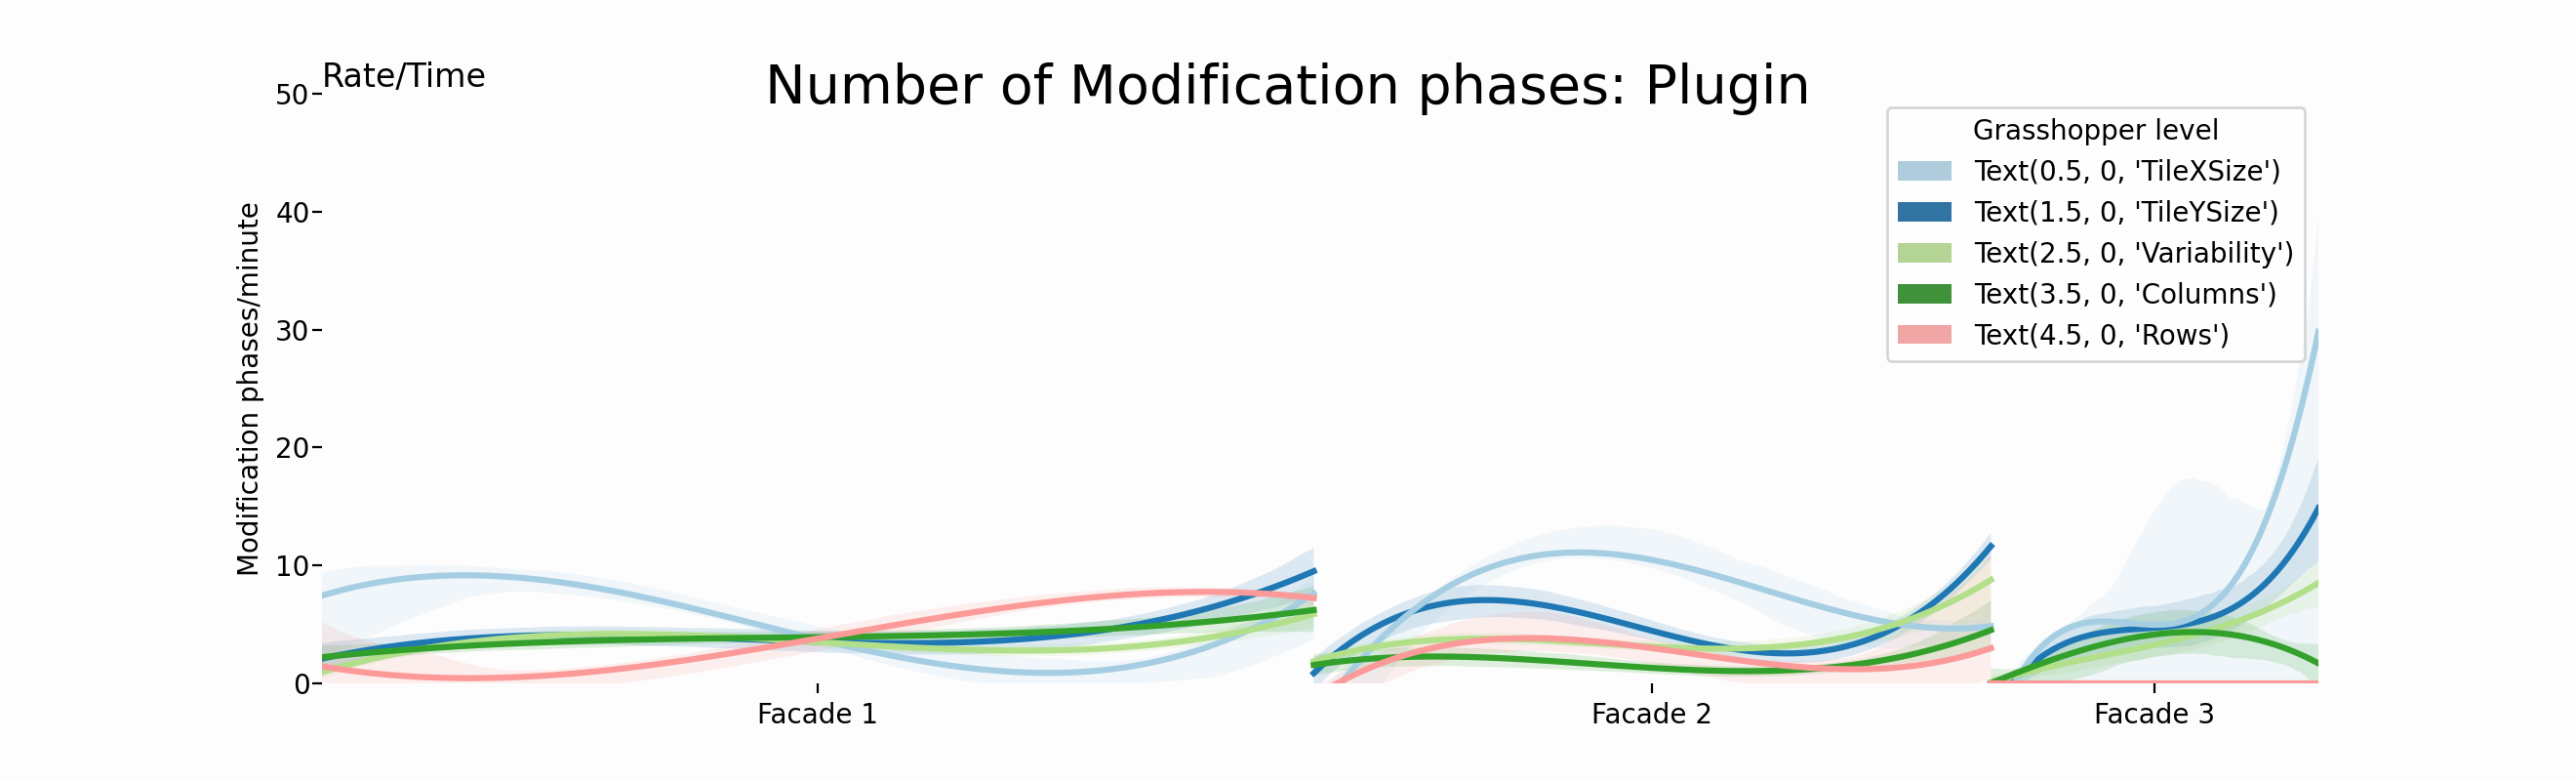 Rate/Time
Number of Modification phases: Plugin
50
40
30
20
10
0
Modification phases/minute
Grasshopper level
Text(0.5, 0, 'TileXSize')
Text(1.5, 0, 'TileYSize')
Text(2.5, 0, 'Variability')
Text(3.5, 0, 'Columns')
Text(4.5, 0, 'Rows')
Facade 1
Facade 2
Facade 3